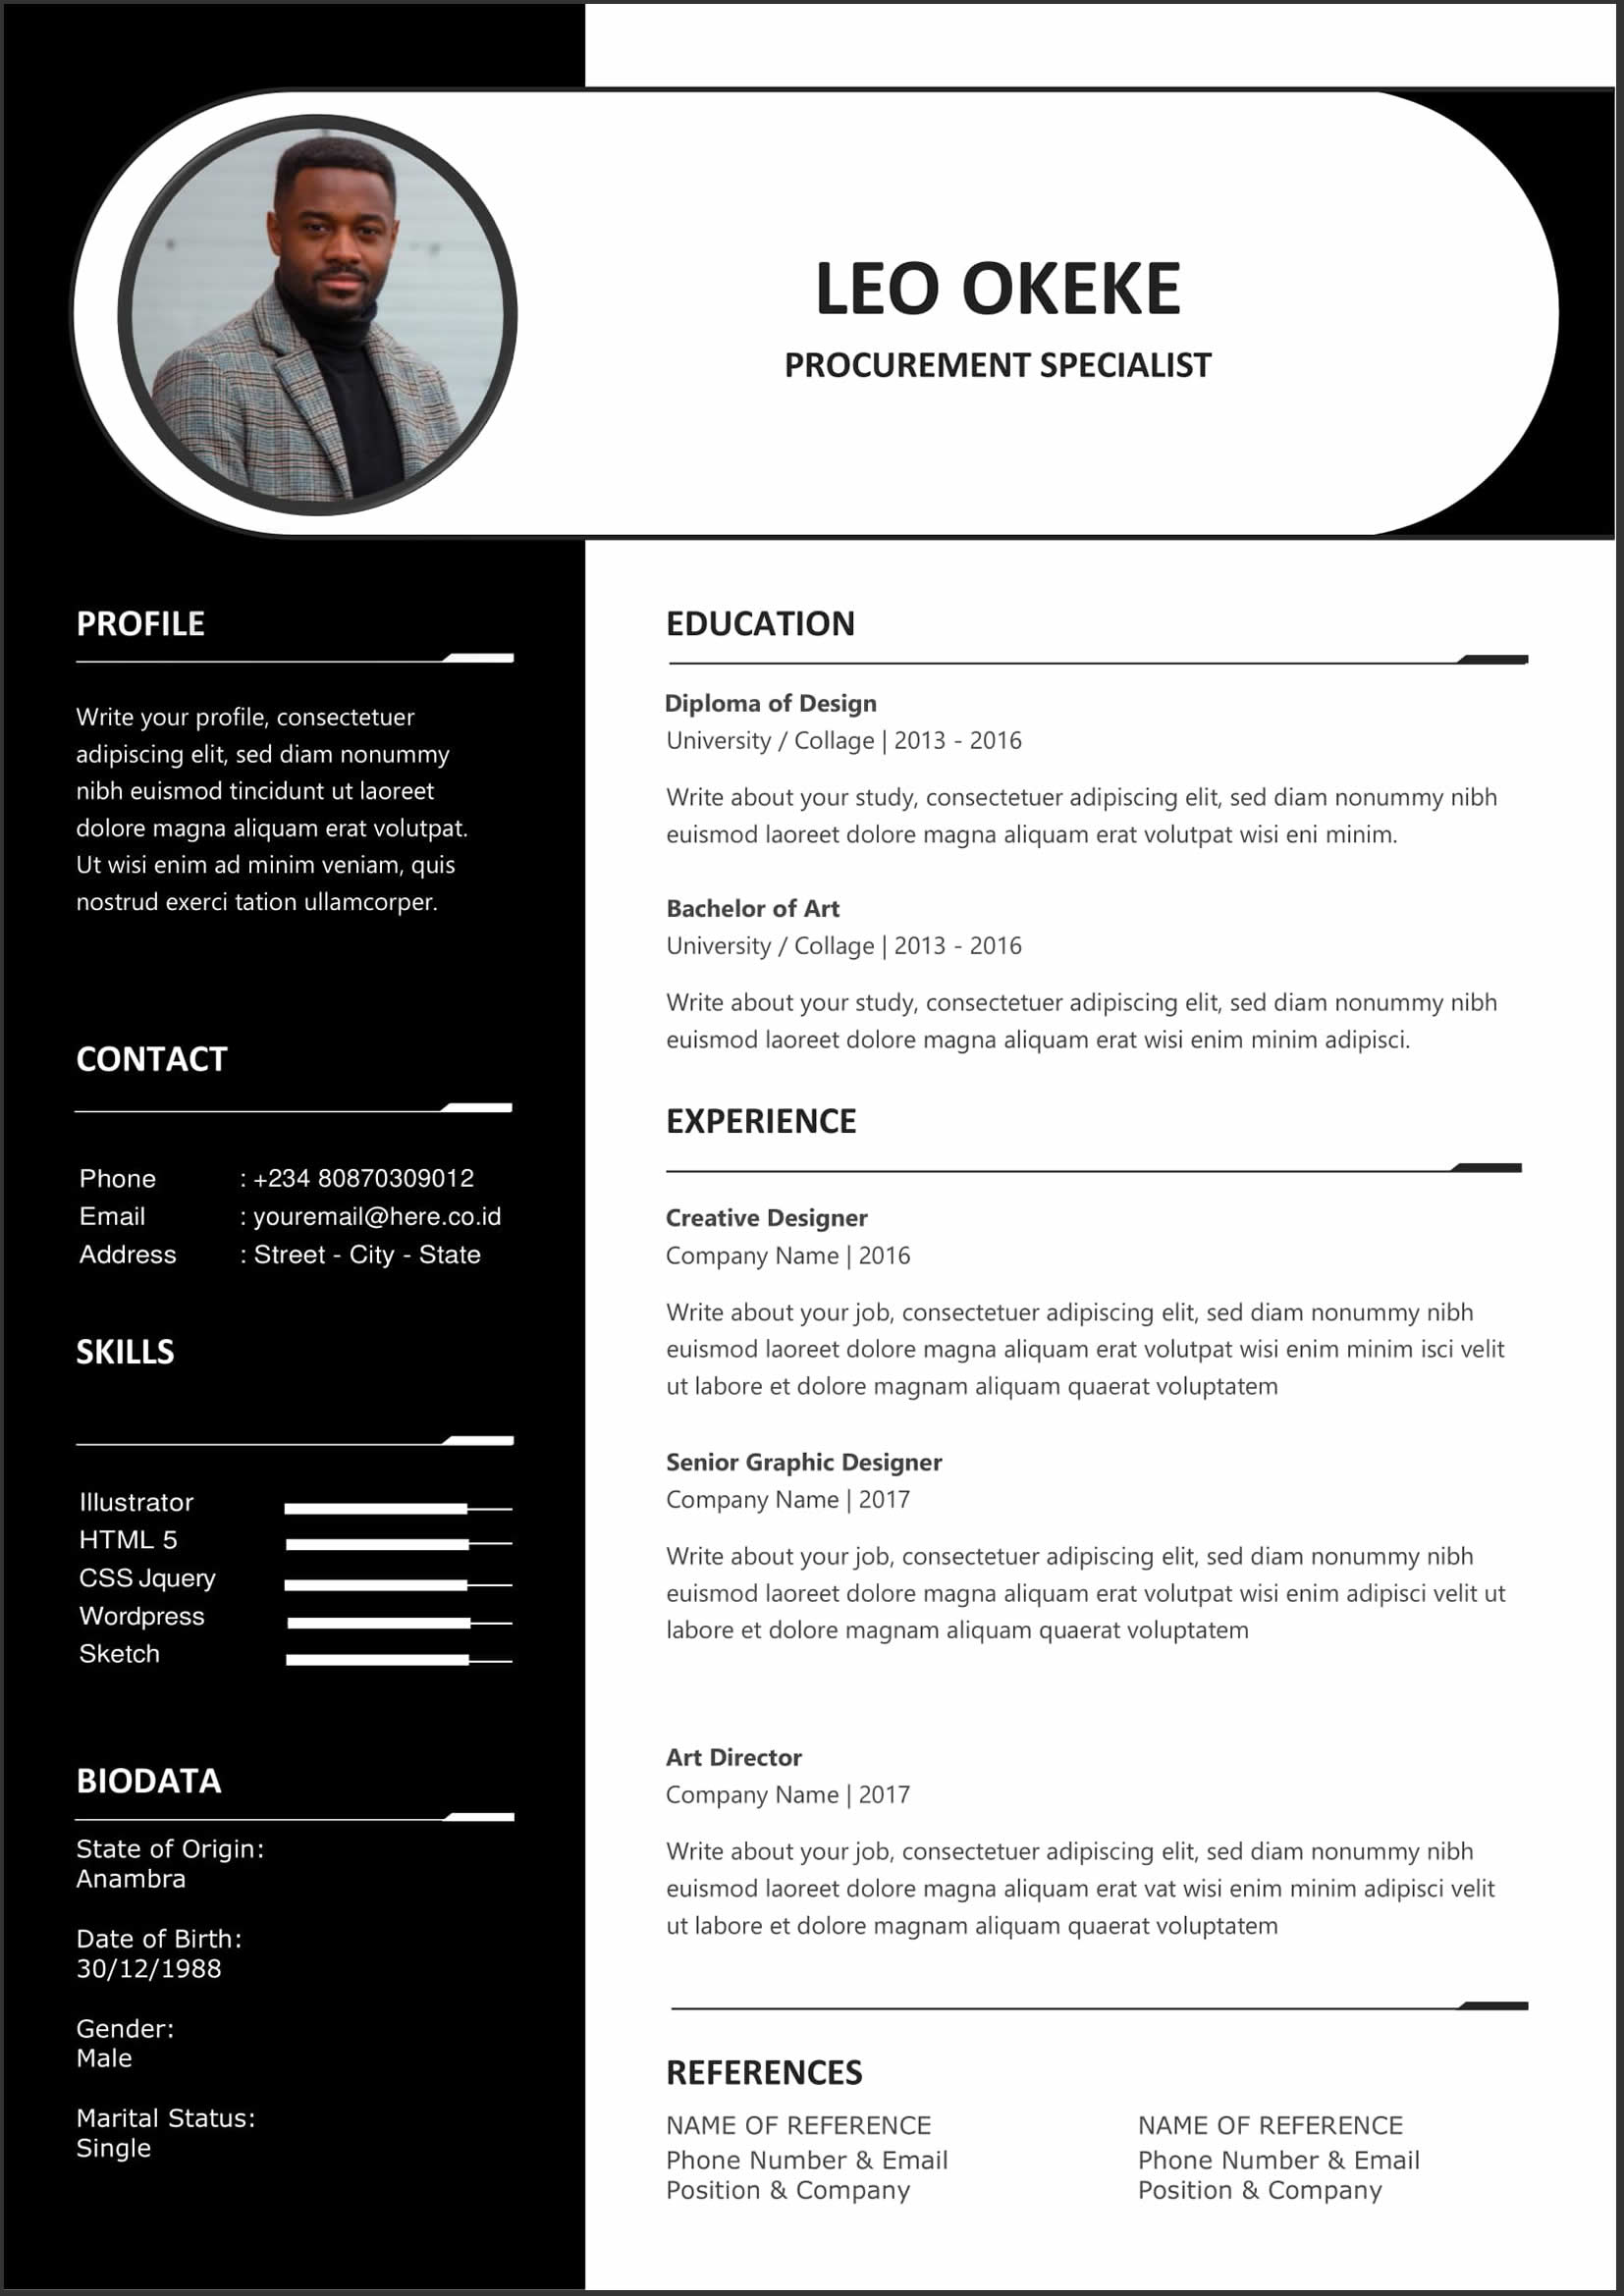 LEO OKEKE
PROCUREMENT SPECIALIST
PROFILE
Write your profile, consectetuer
adipiscing elit, sed diam nonummy
nibh euismod tincidunt ut laoreet
dolore magna aliquam erat volutpat.
Ut wisi enim ad minim veniam, quis
nostrud exerci tation ullamcorper.
CONTACT
Phone : +234 80870309012
Email : youremail@here.co.id
Address : Street - City - State
SKILLS
Illustrator
HTML 5
CSS Jquery
Wordpress
Sketch
BIODATA
State of Origin:
Anambra
Date of Birth:
30/12/1988
Gender:
Male
Marital Status:
Single
EDUCATION
Diploma of Design
University / Collage | 2013 - 2016
Write about your study, consectetuer adipiscing elit, sed diam nonummy nibh
euismod laoreet dolore magna aliquam erat volutpat wisi eni minim.
Bachelor of Art
University / Collage | 2013 - 2016
Write about your study, consectetuer adipiscing elit, sed diam nonummy nibh
euismod laoreet dolore magna aliquam erat wisi enim minim adipisci.
EXPERIENCE
Creative Designer
Company Name | 2016
Write about your job, consectetuer adipiscing elit, sed diam nonummy nibh
euismod laoreet dolore magna aliquam erat volutpat wisi enim minim isci velit
ut labore et dolore magnam aliquam quaerat voluptatem
Senior Graphic Designer
Company Name | 2017
Write about your job, consectetuer adipiscing elit, sed diam nonummy nibh
euismod laoreet dolore magna aliquam erat volutpat wisi enim adipisci velit ut
labore et dolore magnam aliquam quaerat voluptatem
Art Director
Company Name | 2017
Write about your job, consectetuer adipiscing elit, sed diam nonummy nibh
euismod laoreet dolore magna aliquam erat vat wisi enim minim adipisci velit
ut labore et dolore magnam aliquam quaerat voluptatem
REFERENCES
NAME OF REFERENCE
Phone Number & Email
Position & Company
NAME OF REFERENCE
Phone Number & Email
Position & Company